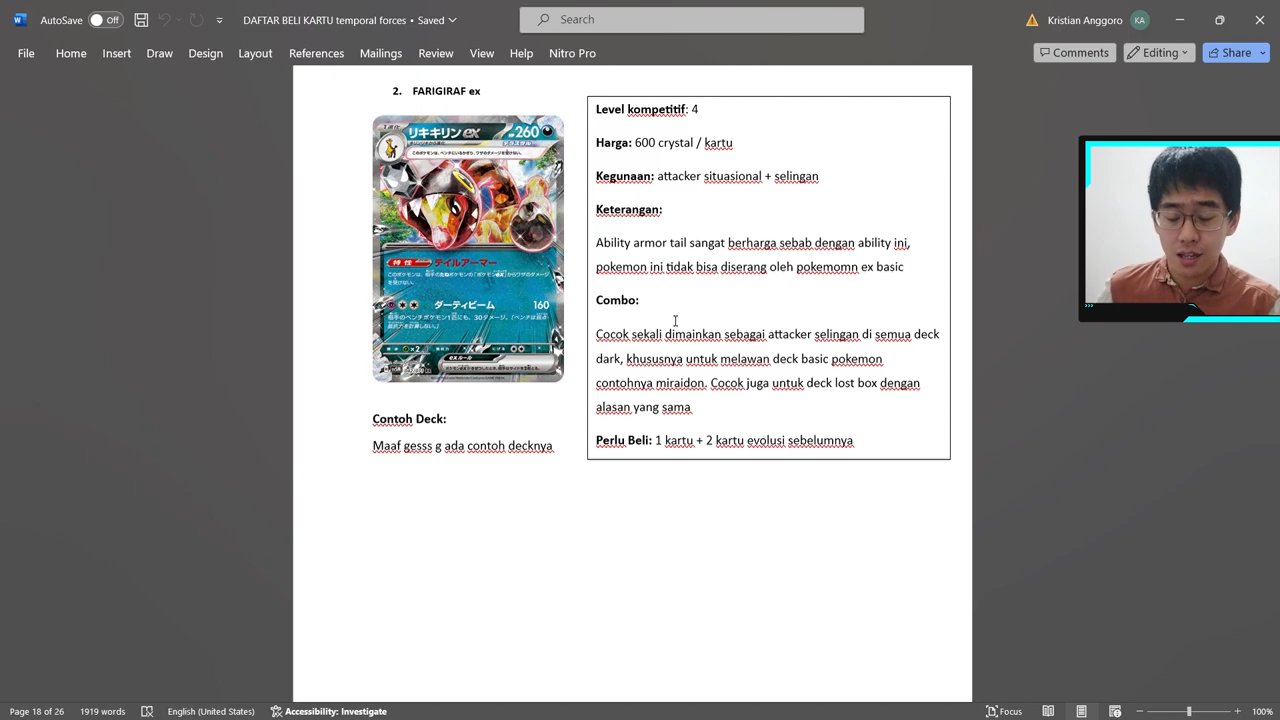 AutoSave
Off
DAFTAR BELI KARTU temporal forces • Saved
Search
Kristian Anggoro
KA
File
Home
Insert
Draw
Design
Layout
References
Mailings
Review
View
Help
Nitro Pro
Comments
Editing
Share
2. FARIGIRAF ex
リキキリンex
HP260
特性 テイルアーマー
ダーティビーム 160
Contoh Deck:
Maaf gesss g ada contoh decknya
Level kompetitif: 4
Harga: 600 crystal / kartu
Kegunaan: attacker situasional + selingan
Keterangan:
Ability armor tail sangat berharga sebab dengan ability ini,
pokemon ini tidak bisa diserang oleh pokemomn ex basic
Combo:
Cocok sekali dimainkan sebagai attacker selingan di semua deck
dark, khususnya untuk melawan deck basic pokemon
contohnya miraidon. Cocok juga untuk deck lost box dengan
alasan yang sama
Perlu Beli: 1 kartu + 2 kartu evolusi sebelumnya
Page 18 of 26
1919 words
English (United States)
Accessibility: Investigate
Focus
100%